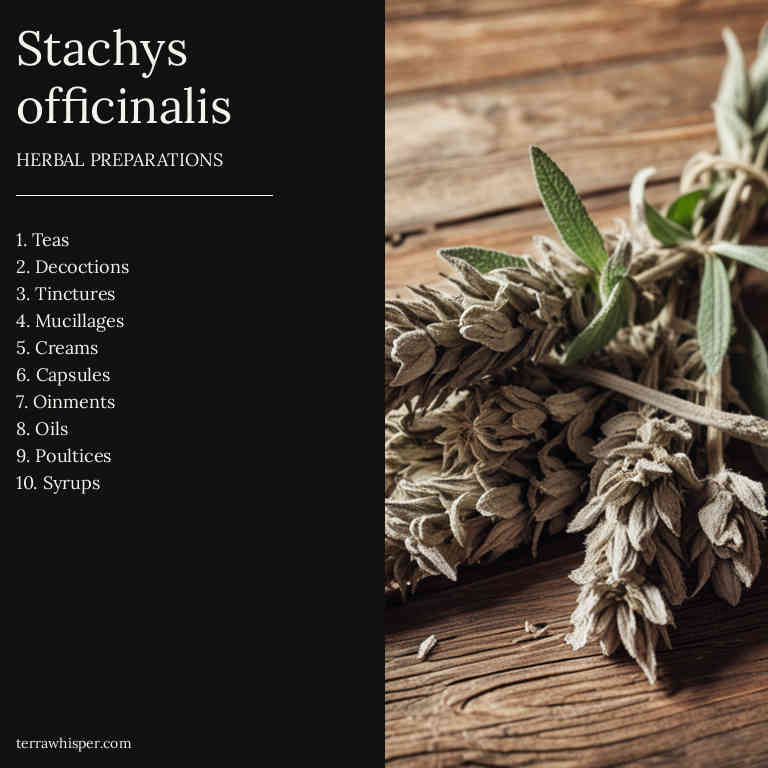 Stachys
officinalis
HERBAL PREPARATIONS
1. Teas
2. Decoctions
3. Tinctures
4. Mucillages
5. Creams
6. Capsules
7. Oinments
8. Oils
9. Poultices
10. Syrups
terrawhisper.com